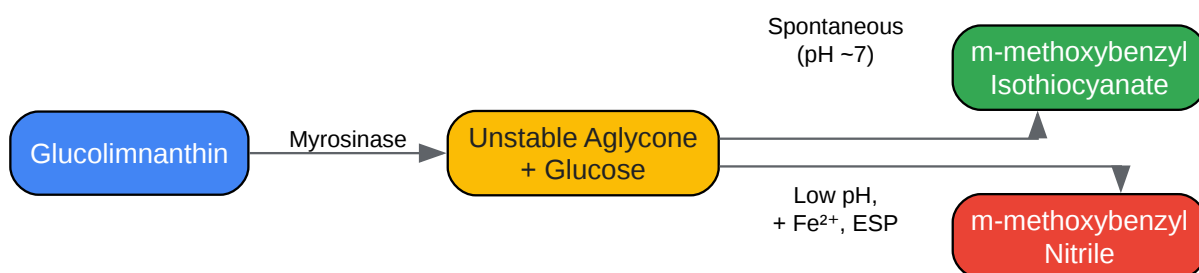 Glucolimnanthin
Myrosinase
Unstable Aglycone
+ Glucose
Spontaneous
(pH ~7)
m-methoxybenzyl
Isothiocyanate
Low pH,
+ Fe²⁺, ESP
m-methoxybenzyl
Nitrile